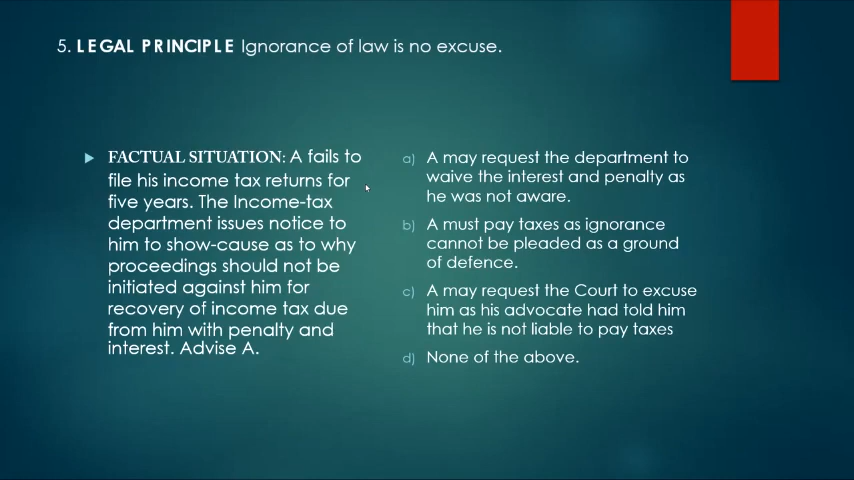 5. LEGAL PRINCIPLE Ignorance of law is no excuse.
FACTUAL SITUATION: A fails to
file his income tax returns for
five years. The Income-tax
department issues notice to
him to show-cause as to why
proceedings should not be
initiated against him for
recovery of income tax due
from him with penalty and
interest. Advise A.
a) A may request the department to
waive the interest and penalty as
he was not aware.
b) A must pay taxes as ignorance
cannot be pleaded as a ground
of defence.
c) A may request the Court to excuse
him as his advocate had told him
that he is not liable to pay taxes
d) None of the above.